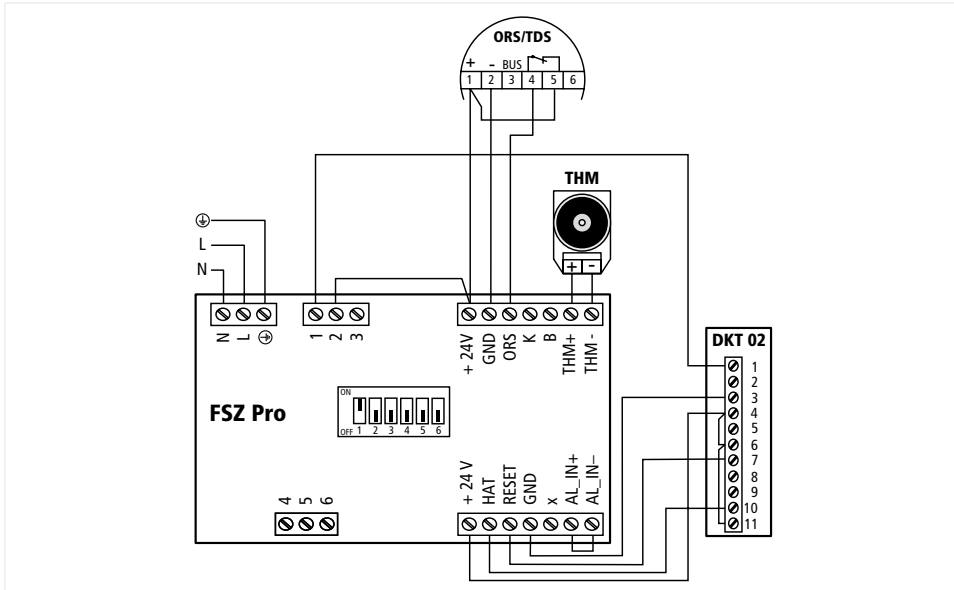 ORS/TDS
+ - BUS
1 2 3 4 5 6
THM
+ -
L
N
N L
1 2 3
+ 24V GND ORS K B THM+ THM -
DKT 02
1
2
3
4
5
6
7
8
9
10
11
FSZ Pro
ON
OFF 1 2 3 4 5 6
4 5 6
+ 24 V HAT RESET GND x AL_IN+ AL_IN–